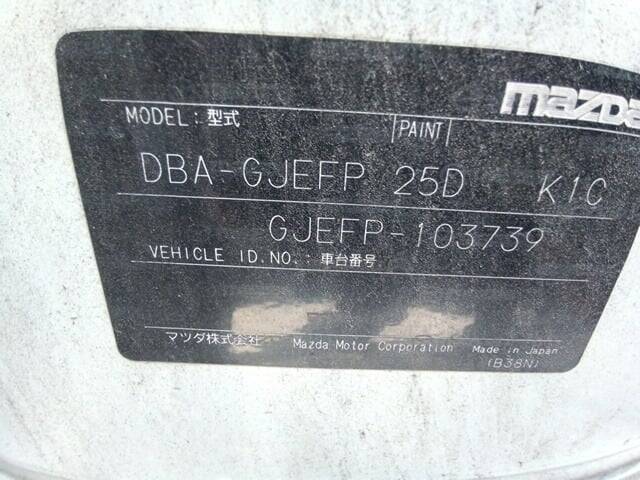 mazda
MODEL:型式 PAINT
DBA-GJEFP 25D K1C
GJEFP-103739
VEHICLE ID.NO.:車台番号
マツダ株式会社 Mazda Motor Corporation Made in Japan
(B38N)